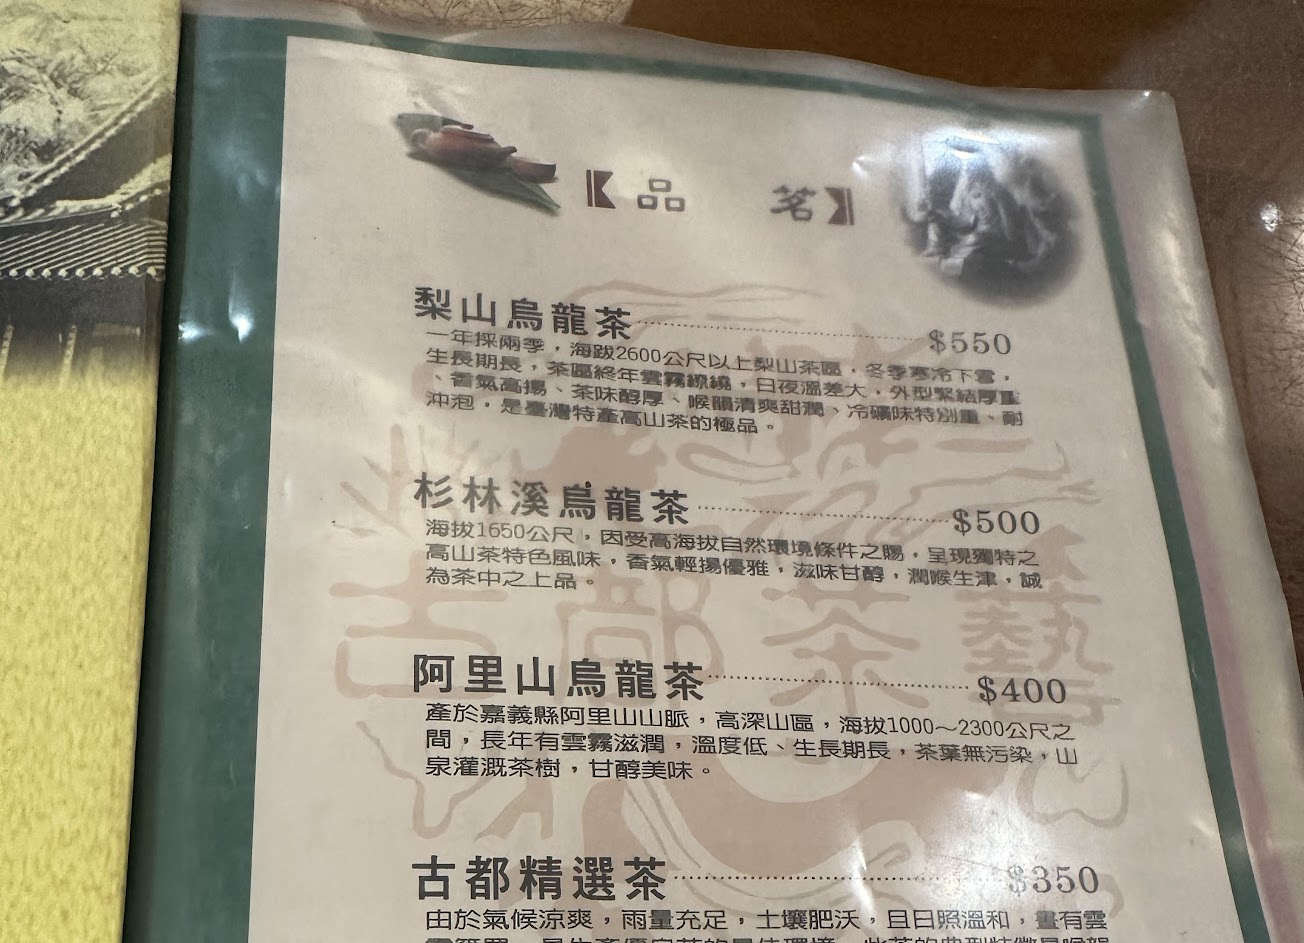 【品 茗】
梨山烏龍茶 $550
一年採兩季，海跋2600公尺以上梨山茶區，冬季寒冷下雪，
生長期長，茶區終年雲霧繚繞，日夜溫差大，外型緊結厚重
、香氣高揚、茶味醇厚、喉韻清爽甜潤、冷礦味特別重、耐
沖泡，是臺灣特產高山茶的極品。
杉林溪烏龍茶 $500
海拔1650公尺，因受高海拔自然環境條件之賜，呈現獨特之
高山茶特色風味，香氣輕揚優雅，滋味甘醇，潤喉生津，誠
為茶中之上品。
阿里山烏龍茶 $400
產於嘉義縣阿里山山脈，高深山區，海拔1000～2300公尺之
間，長年有雲霧滋潤，溫度低、生長期長，茶葉無污染，山
泉灌溉茶樹，甘醇美味。
古都精選茶 $350
由於氣候涼爽，雨量充足，土壤肥沃，且日照溫和，晝有雲
古都茶藝